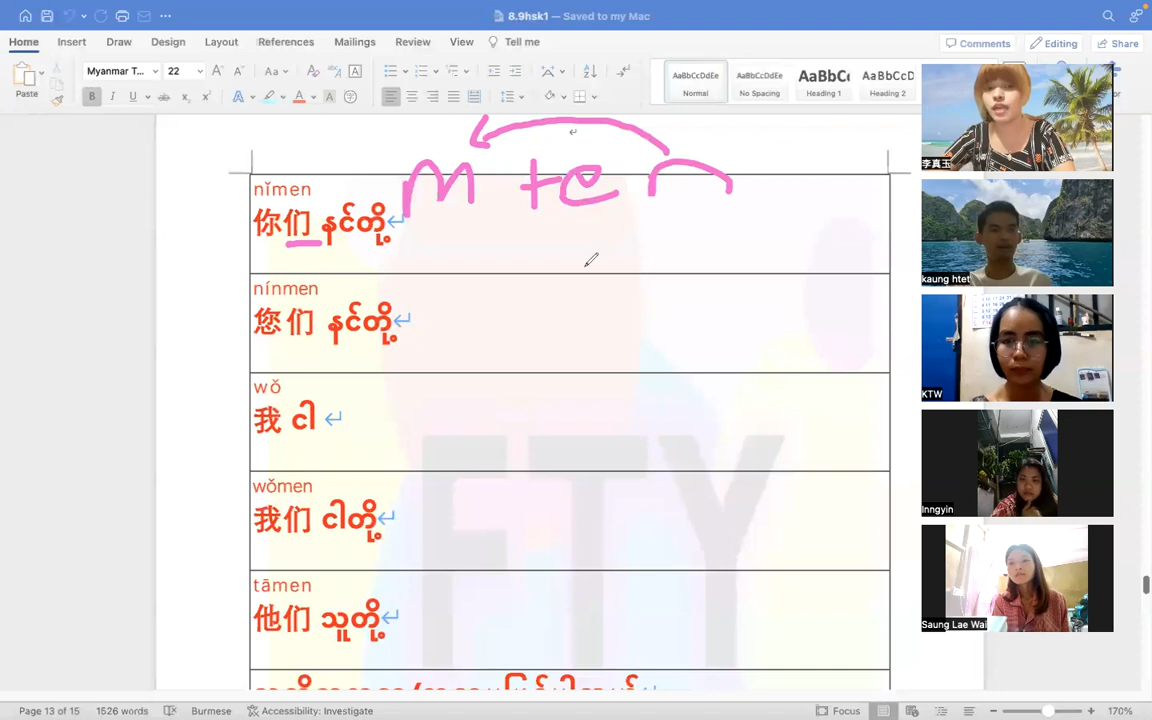 8.9hsk1 — Saved to my Mac
Home Insert Draw Design Layout References Mailings Review View Tell me
Comments Editing Share
Paste
Myanmar T... 22
AaBbCcDdEe AaBbCcDdEe AaBbC AaBbCcD
Normal No Spacing Heading 1 Heading 2
m + e n
nǐmen
你们 နင်တို့
nínmen
您们 နင်တို့
wǒ
我 ငါ
wǒmen
我们 ငါတို့
tāmen
他们 သူတို့
FTY
李真玉
kaung htet
KTW
Inngyin
Saung Lae Wai
Page 13 of 15 1526 words Burmese Accessibility: Investigate Focus 170%